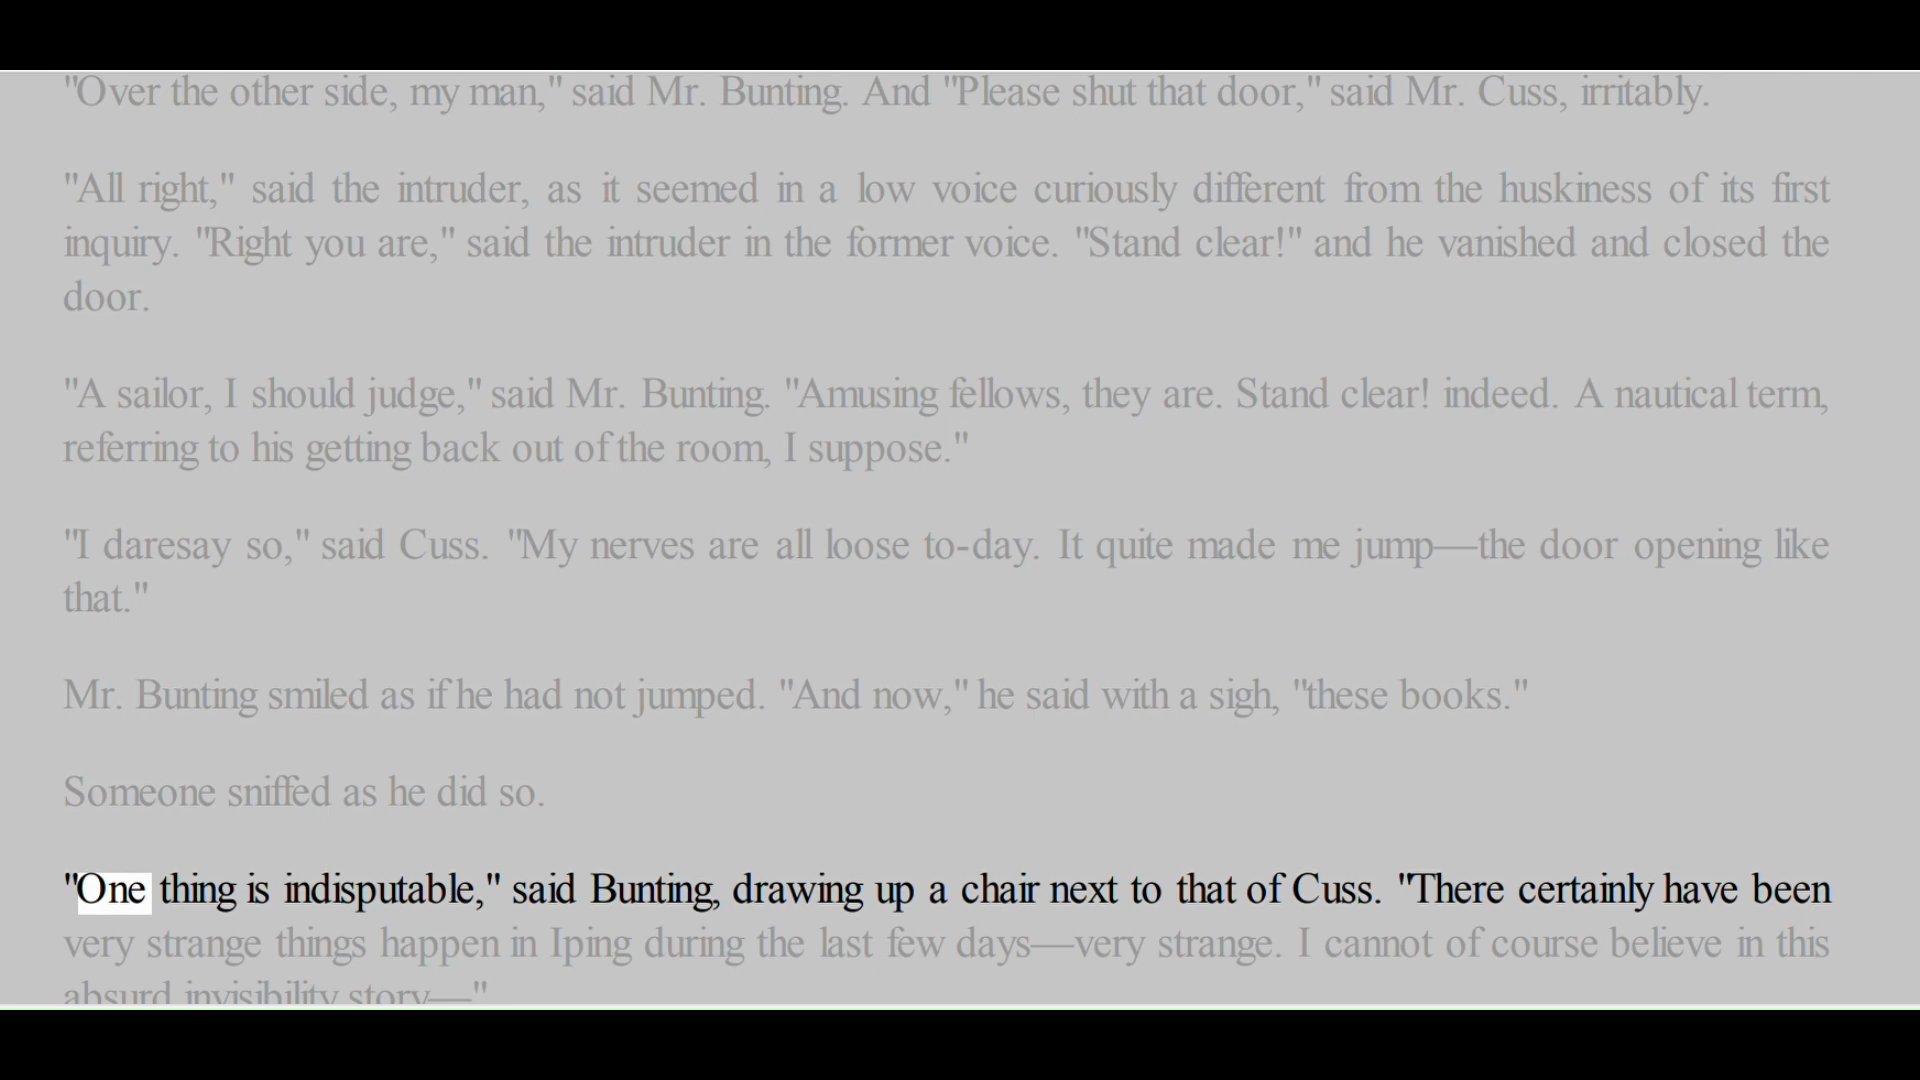 "Over the other side, my man," said Mr. Bunting. And "Please shut that door," said Mr. Cuss, irritably.
"All right," said the intruder, as it seemed in a low voice curiously different from the huskiness of its first
inquiry. "Right you are," said the intruder in the former voice. "Stand clear!" and he vanished and closed the
door.
"A sailor, I should judge," said Mr. Bunting. "Amusing fellows, they are. Stand clear! indeed. A nautical term,
referring to his getting back out of the room, I suppose."
"I daresay so," said Cuss. "My nerves are all loose to-day. It quite made me jump—the door opening like
that."
Mr. Bunting smiled as if he had not jumped. "And now," he said with a sigh, "these books."
Someone sniffed as he did so.
"One thing is indisputable," said Bunting, drawing up a chair next to that of Cuss. "There certainly have been
very strange things happen in Iping during the last few days—very strange. I cannot of course believe in this
absurd invisibility story—"